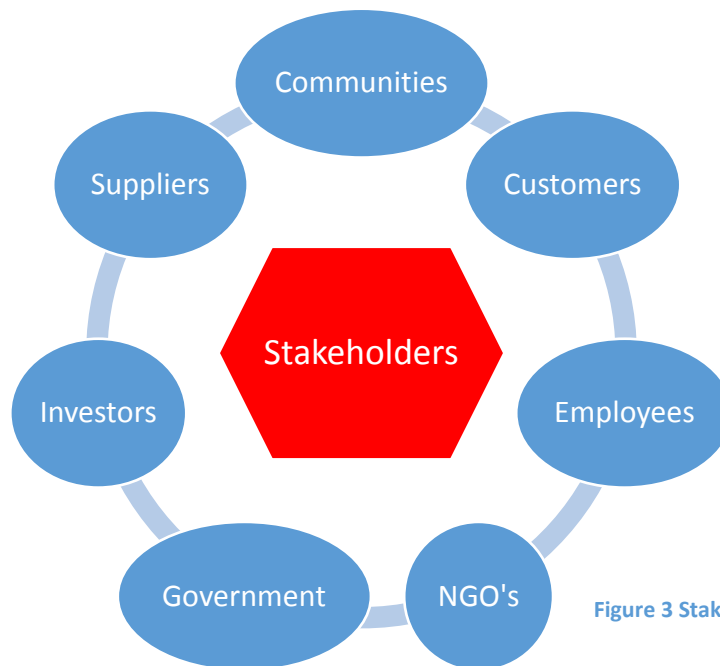 Communities
Suppliers
Customers
Stakeholders
Investors
Employees
Government
NGO's
Figure 3 Stak